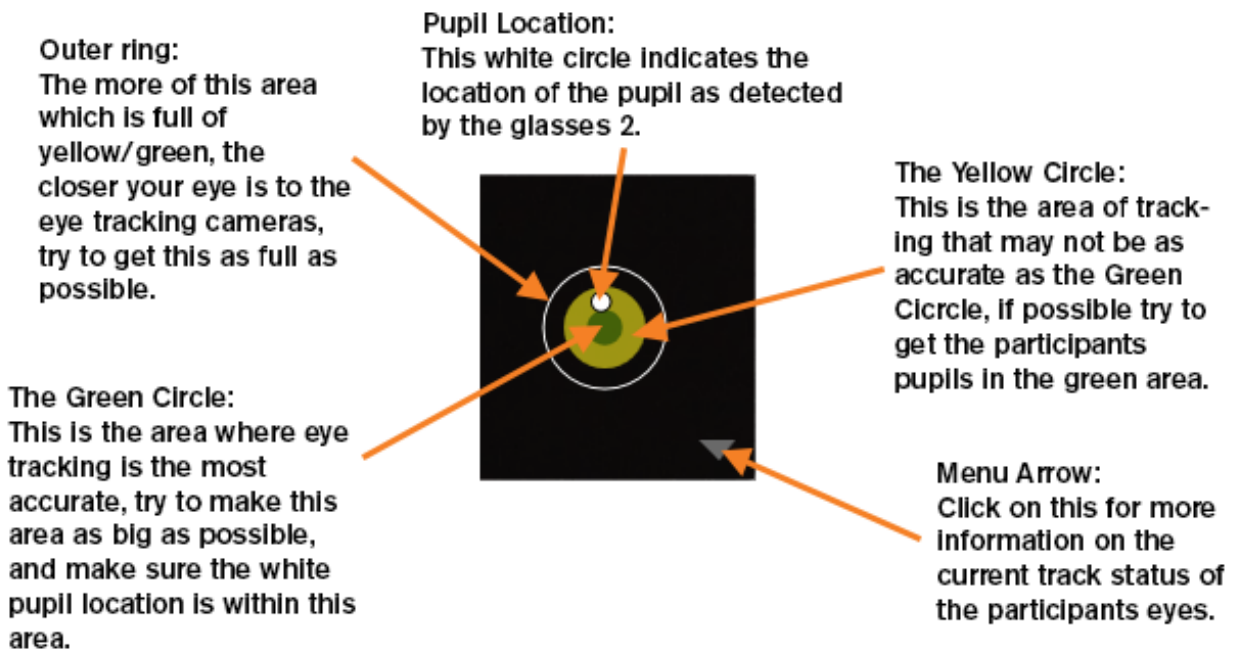 Outer ring:
The more of this area
which is full of
yellow/green, the
closer your eye is to the
eye tracking cameras,
try to get this as full as
possible.
Pupil Location:
This white circle indicates the
location of the pupil as detected
by the glasses 2.
The Yellow Circle:
This is the area of track-
ing that may not be as
accurate as the Green
Cicrcle, if possible try to
get the participants
pupils in the green area.
The Green Circle:
This is the area where eye
tracking is the most
accurate, try to make this
area as big as possible,
and make sure the white
pupil location is within this
area.
Menu Arrow:
Click on this for more
information on the
current track status of
the participants eyes.